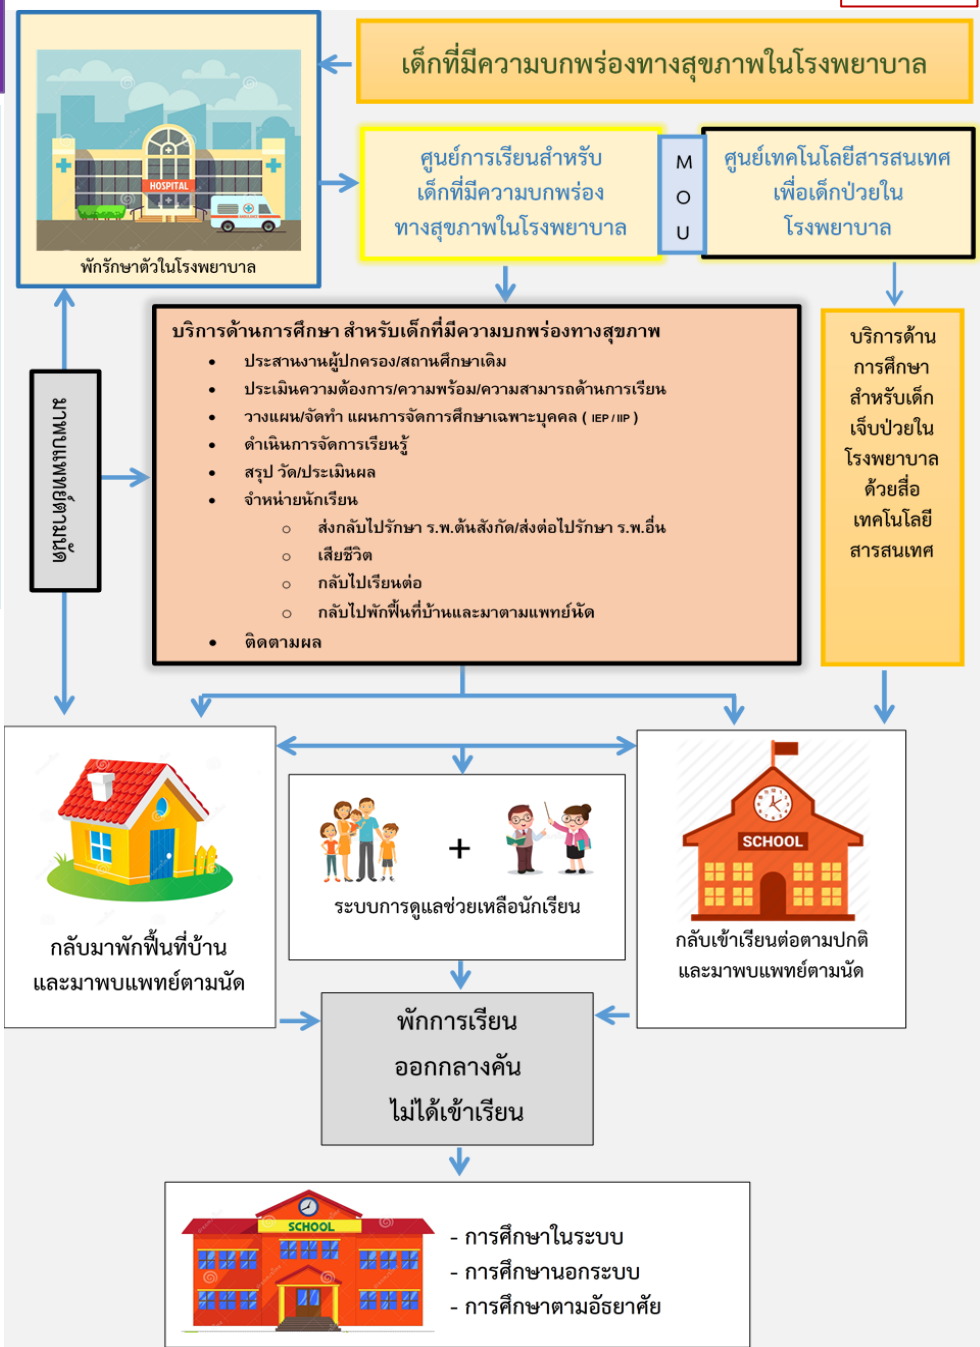 เด็กที่มีความบกพร่องทางสุขภาพในโรงพยาบาล
HOSPITAL
AMBULANCE
พักรักษาตัวในโรงพยาบาล
ศูนย์การเรียนสำหรับ
เด็กที่มีความบกพร่อง
ทางสุขภาพในโรงพยาบาล
M
O
U
ศูนย์เทคโนโลยีสารสนเทศ
เพื่อเด็กป่วยใน
โรงพยาบาล
มาพบแพทย์ตามนัด
บริการด้านการศึกษา สำหรับเด็กที่มีความบกพร่องทางสุขภาพ
• ประสานงานผู้ปกครอง/สถานศึกษาเดิม
• ประเมินความต้องการ/ความพร้อม/ความสามารถด้านการเรียน
• วางแผน/จัดทำ แผนการจัดการศึกษาเฉพาะบุคคล ( IEP / IIP )
• ดำเนินการจัดการเรียนรู้
• สรุป วัด/ประเมินผล
• จำหน่ายนักเรียน
o ส่งกลับไปรักษา ร.พ.ต้นสังกัด/ส่งต่อไปรักษา ร.พ.อื่น
o เสียชีวิต
o กลับไปเรียนต่อ
o กลับไปพักฟื้นที่บ้านและมาตามแพทย์นัด
• ติดตามผล
บริการด้าน
การศึกษา
สำหรับเด็ก
เจ็บป่วยใน
โรงพยาบาล
ด้วยสื่อ
เทคโนโลยี
สารสนเทศ
กลับมาพักฟื้นที่บ้าน
และมาพบแพทย์ตามนัด
+
ระบบการดูแลช่วยเหลือนักเรียน
SCHOOL
กลับเข้าเรียนต่อตามปกติ
และมาพบแพทย์ตามนัด
พักการเรียน
ออกกลางคัน
ไม่ได้เข้าเรียน
SCHOOL
- การศึกษาในระบบ
- การศึกษานอกระบบ
- การศึกษาตามอัธยาศัย